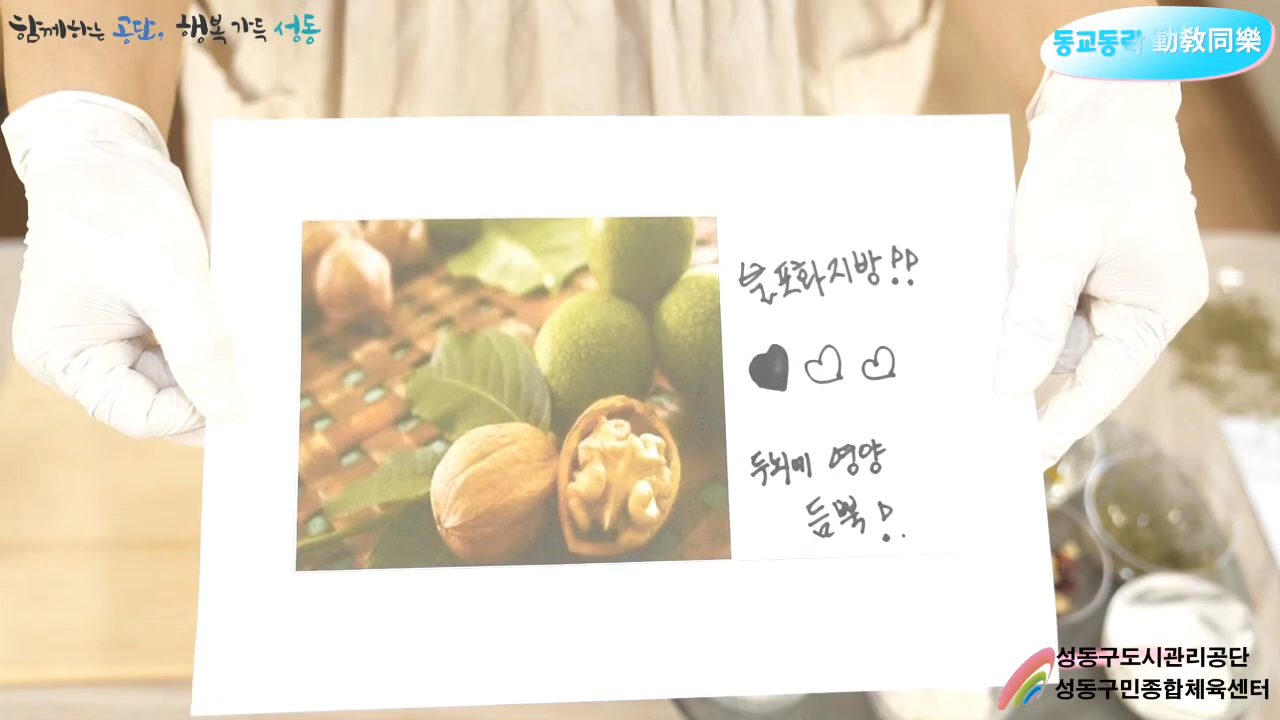 함께하는 공단, 행복 가득 성동
동교동락 動敎同樂
불포화지방!!
두뇌에 영양
듬뿍!
성동구도시관리공단
성동구민종합체육센터